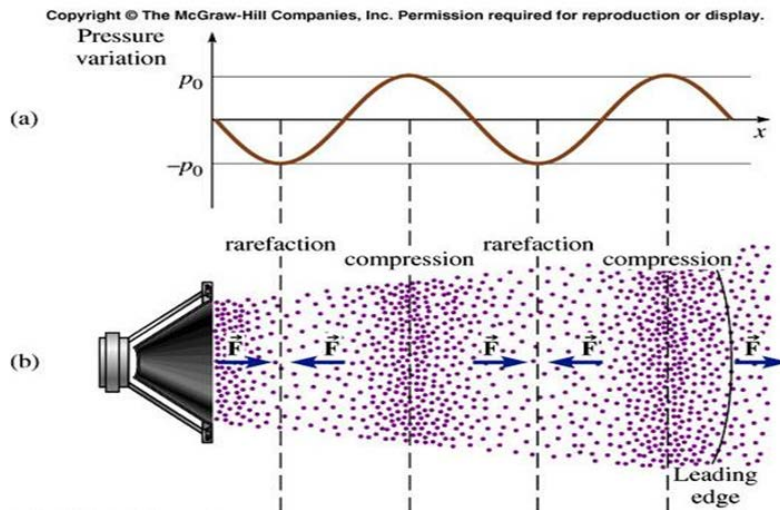 Copyright © The McGraw-Hill Companies, Inc. Permission required for reproduction or display.
Pressure
variation
p₀
(a)
x
−p₀
rarefaction
rarefaction
compression
compression
(b)
F⃗
F⃗
F⃗
F⃗
F⃗
Leading
edge